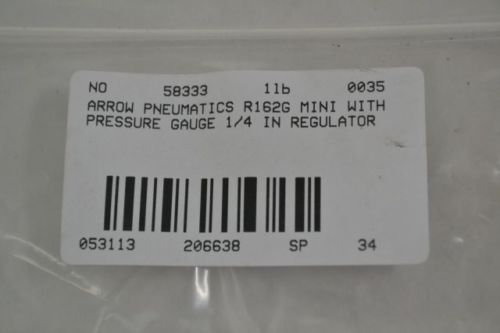 NO 58333 1lb 0035
ARROW PNEUMATICS R162G MINI WITH
PRESSURE GAUGE 1/4 IN REGULATOR
053113 206638 SP 34